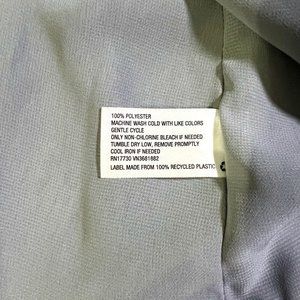 100% POLYESTER
MACHINE WASH COLD WITH LIKE COLORS
GENTLE CYCLE
ONLY NON-CHLORINE BLEACH IF NEEDED
TUMBLE DRY LOW, REMOVE PROMPTLY
COOL IRON IF NEEDED
RN17730 VN3681882
LABEL MADE FROM 100% RECYCLED PLASTIC